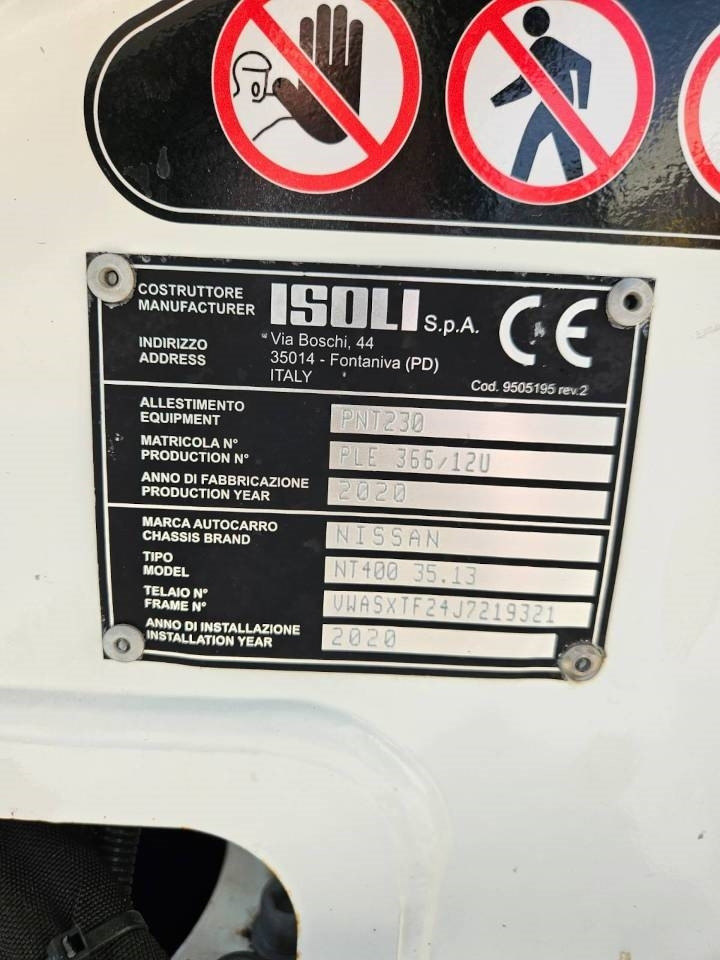 COSTRUTTORE
MANUFACTURER
ISOLI S.p.A.
CE
INDIRIZZO
ADDRESS
Via Boschi, 44
35014 - Fontaniva (PD)
ITALY
Cod. 9505195 rev.2
ALLESTIMENTO
EQUIPMENT
PNT230
MATRICOLA N°
PRODUCTION N°
PLE 366/12U
ANNO DI FABBRICAZIONE
PRODUCTION YEAR
2020
MARCA AUTOCARRO
CHASSIS BRAND
NISSAN
TIPO
MODEL
NT400 35.13
TELAIO N°
FRAME N°
VWASXTF24J7219321
ANNO DI INSTALLAZIONE
INSTALLATION YEAR
2020